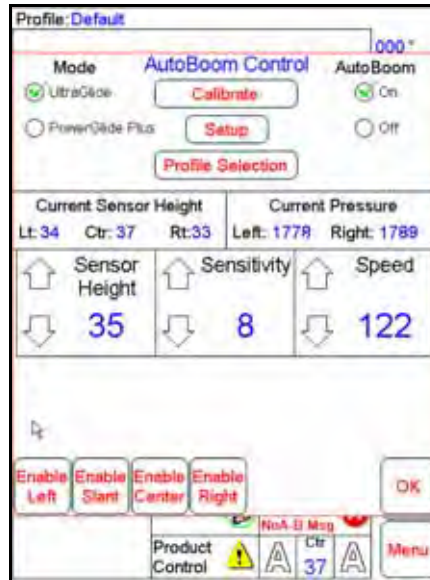 Profile:Default
000 °
Mode
AutoBoom Control
AutoBoom
UltraGlide
Calibrate
On
PowerGlide Plus
Setup
Off
Profile Selection
Current Sensor Height
Current Pressure
Lt: 34 Ctr: 37 Rt:33
Left: 1778 Right: 1789
Sensor Height
Sensitivity
Speed
35
8
122
Enable Left
Enable Slant
Enable Center
Enable Right
OK
NoA-B Msg
Product Control
A
Ctr
37
A
Menu